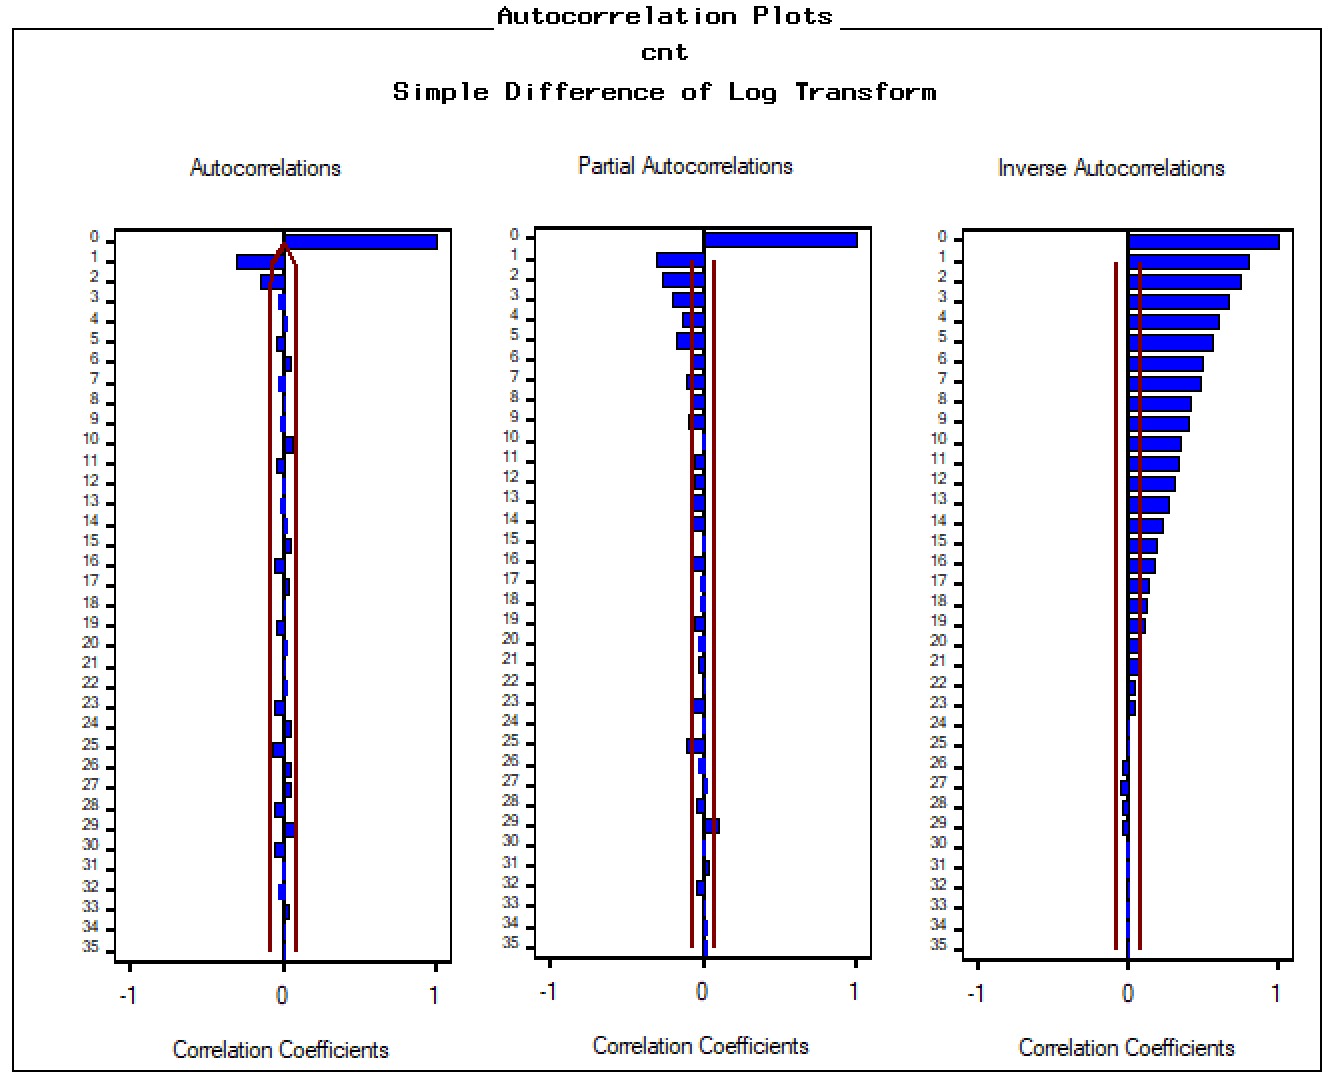 Autocorrelation Plots
cnt
Simple Difference of Log Transform
Autocorrelations
Partial Autocorrelations
Inverse Autocorrelations
0 0 0
1 1 1
2 2 2
3 3 3
4 4 4
5 5 5
6 6 6
7 7 7
8 8 8
9 9 9
10 10 10
11 11 11
12 12 12
13 13 13
14 14 14
15 15 15
16 16 16
17 17 17
18 18 18
19 19 19
20 20 20
21 21 21
22 22 22
23 23 23
24 24 24
25 25 25
26 26 26
27 27 27
28 28 28
29 29 29
30 30 30
31 31 31
32 32 32
33 33 33
34 34 34
35 35 35
-1 0 1 -1 0 1 -1 0 1
Correlation Coefficients
Correlation Coefficients
Correlation Coefficients